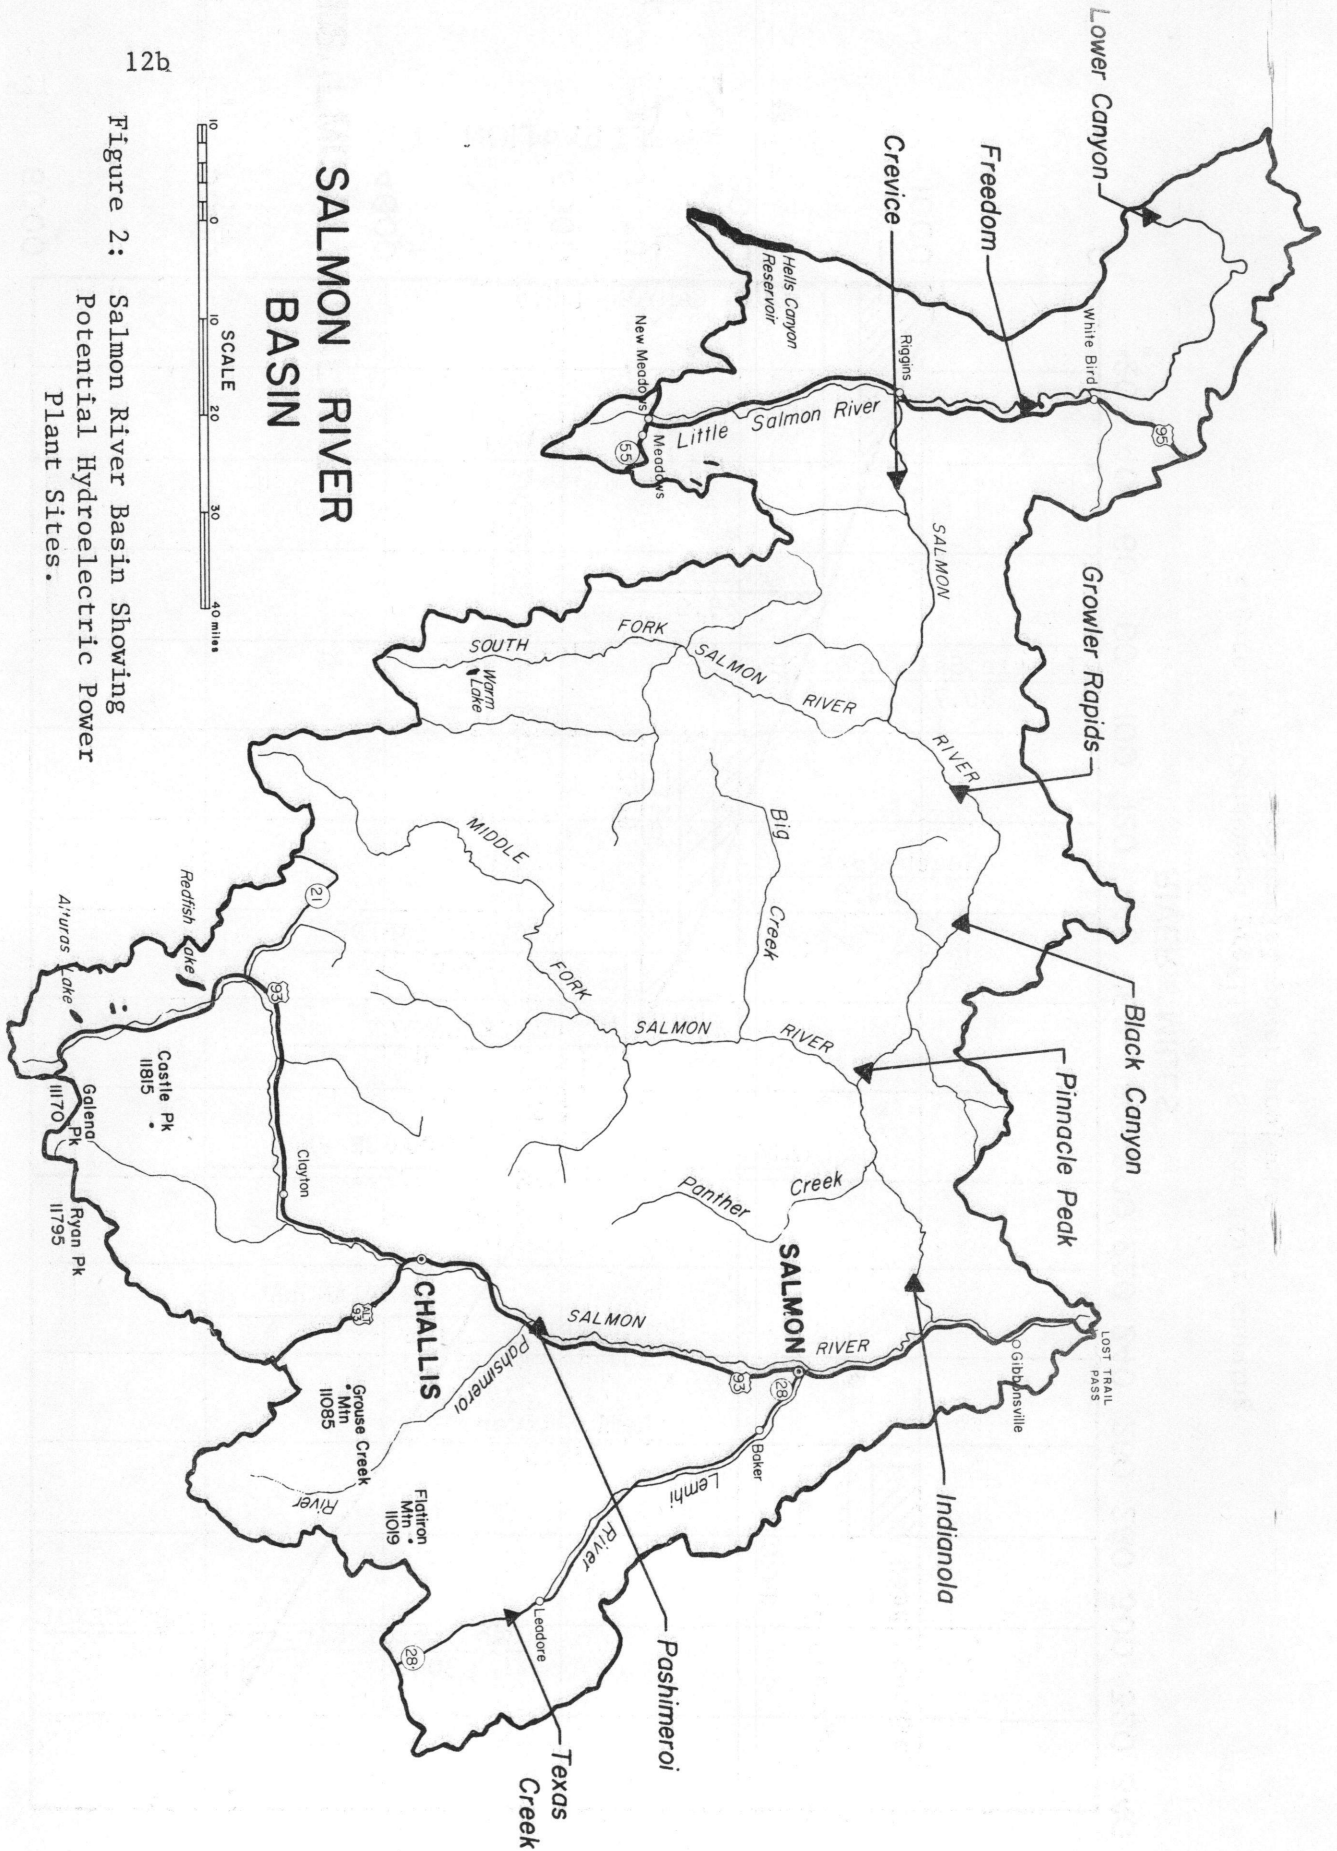 12b
Lower Canyon
Freedom
Crevice
Growler Rapids
Black Canyon
Pinnacle Peak
Indianola
Pashimeroi
Texas
Creek
White Bird
95
Riggins
Hells Canyon
Reservoir
New Meadows
Meadows
55
Little Salmon River
SALMON
RIVER
SOUTH
FORK
SALMON
RIVER
Warm
Lake
Big
Creek
MIDDLE
FORK
SALMON
RIVER
Panther
Creek
SALMON
SALMON
RIVER
LOST TRAIL
PASS
Gibbonsville
93
28
Baker
Lemhi
River
Leadore
28
Pahsimeroi
River
CHALLIS
ALT
93
Clayton
93
21
Redfish Lake
Alturas Lake
Castle Pk
11815
Galena
Pk
11170
Ryan Pk
11795
Grouse Creek
Mtn
11085
Flatiron
Mtn
11019
SALMON RIVER
BASIN
SCALE
10 0 10 20 30 40 miles
Figure 2: Salmon River Basin Showing
Potential Hydroelectric Power
Plant Sites.